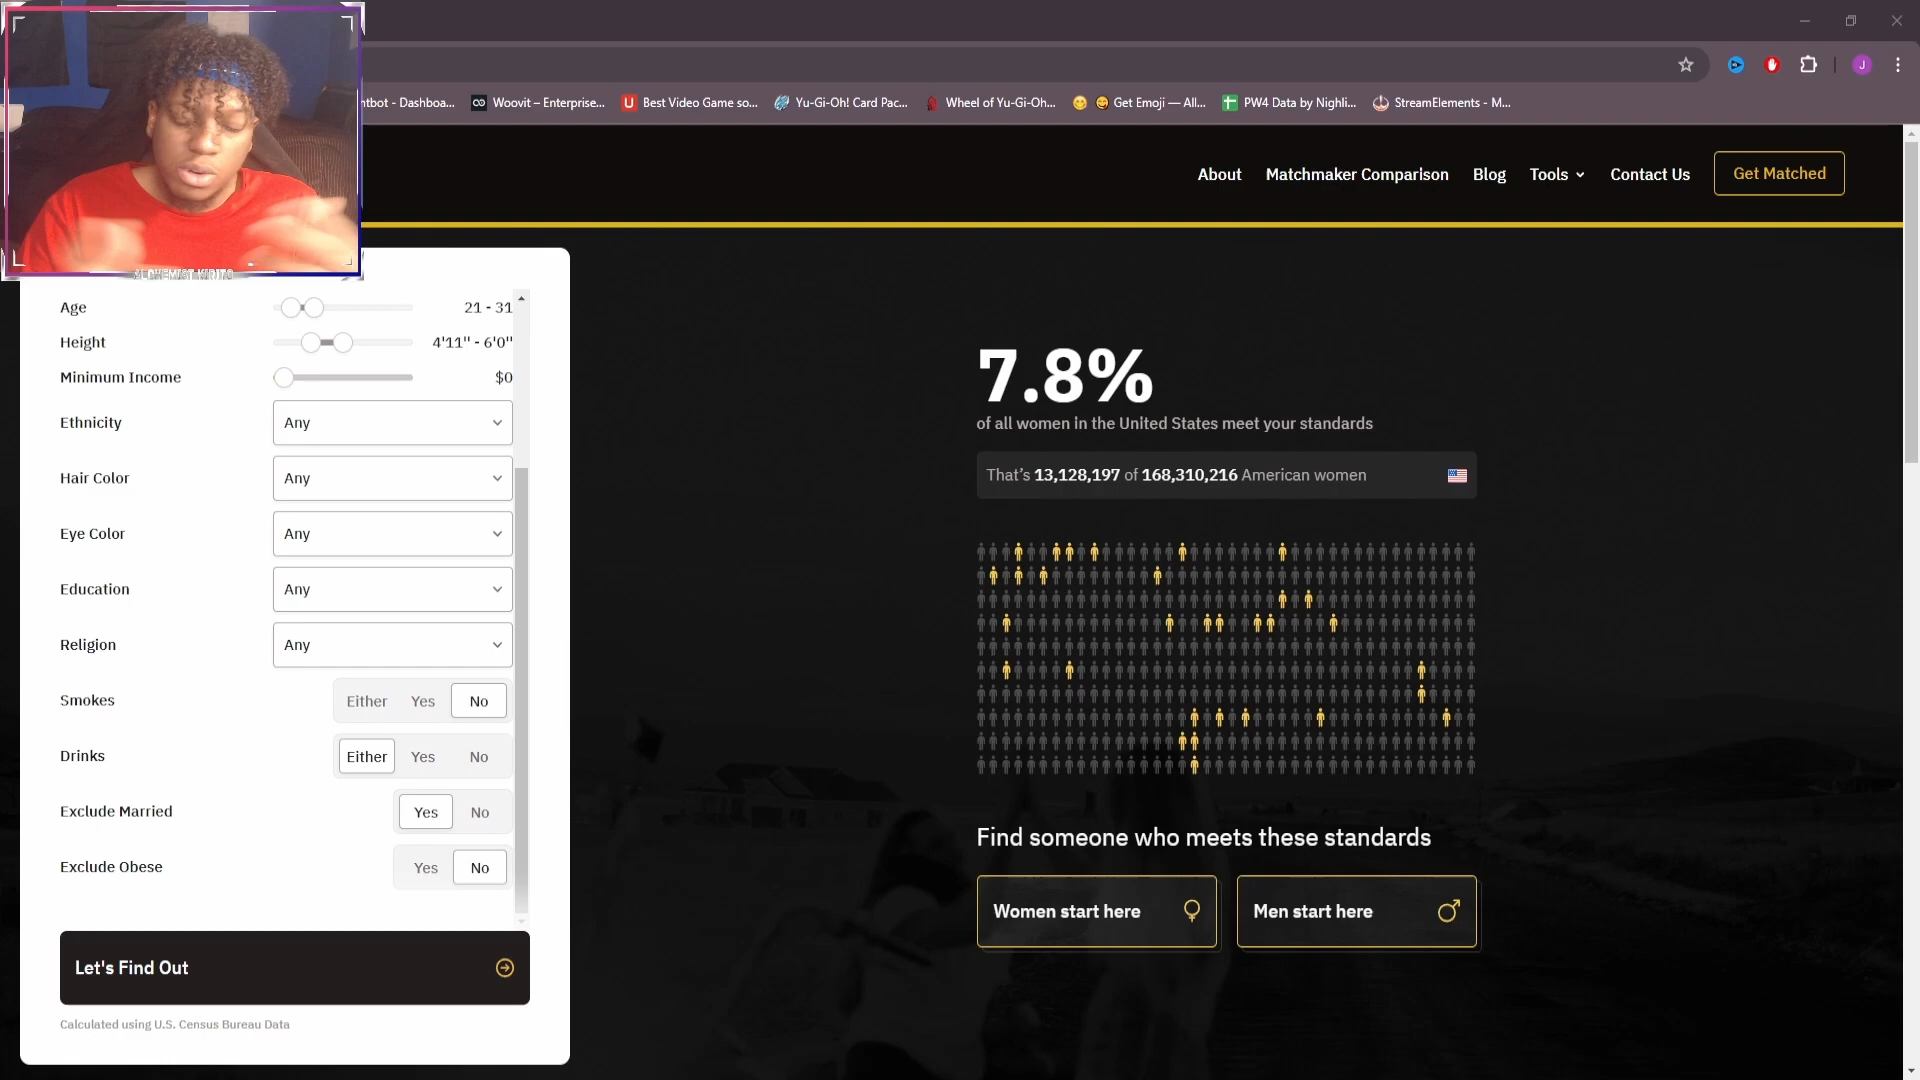 J
ntbot - Dashboa...
Woovit – Enterprise...
Best Video Game so...
Yu-Gi-Oh! Card Pac...
Wheel of Yu-Gi-Oh...
Get Emoji — All...
PW4 Data by Nighli...
StreamElements - M...
About
Matchmaker Comparison
Blog
Tools
Contact Us
Get Matched
Age
21 - 31
Height
4'11" - 6'0"
Minimum Income
$0
Ethnicity
Any
Hair Color
Any
Eye Color
Any
Education
Any
Religion
Any
Smokes
Either Yes No
Drinks
Either Yes No
Exclude Married
Yes No
Exclude Obese
Yes No
Let's Find Out
Calculated using U.S. Census Bureau Data
7.8%
of all women in the United States meet your standards
That's 13,128,197 of 168,310,216 American women
Find someone who meets these standards
Women start here
Men start here